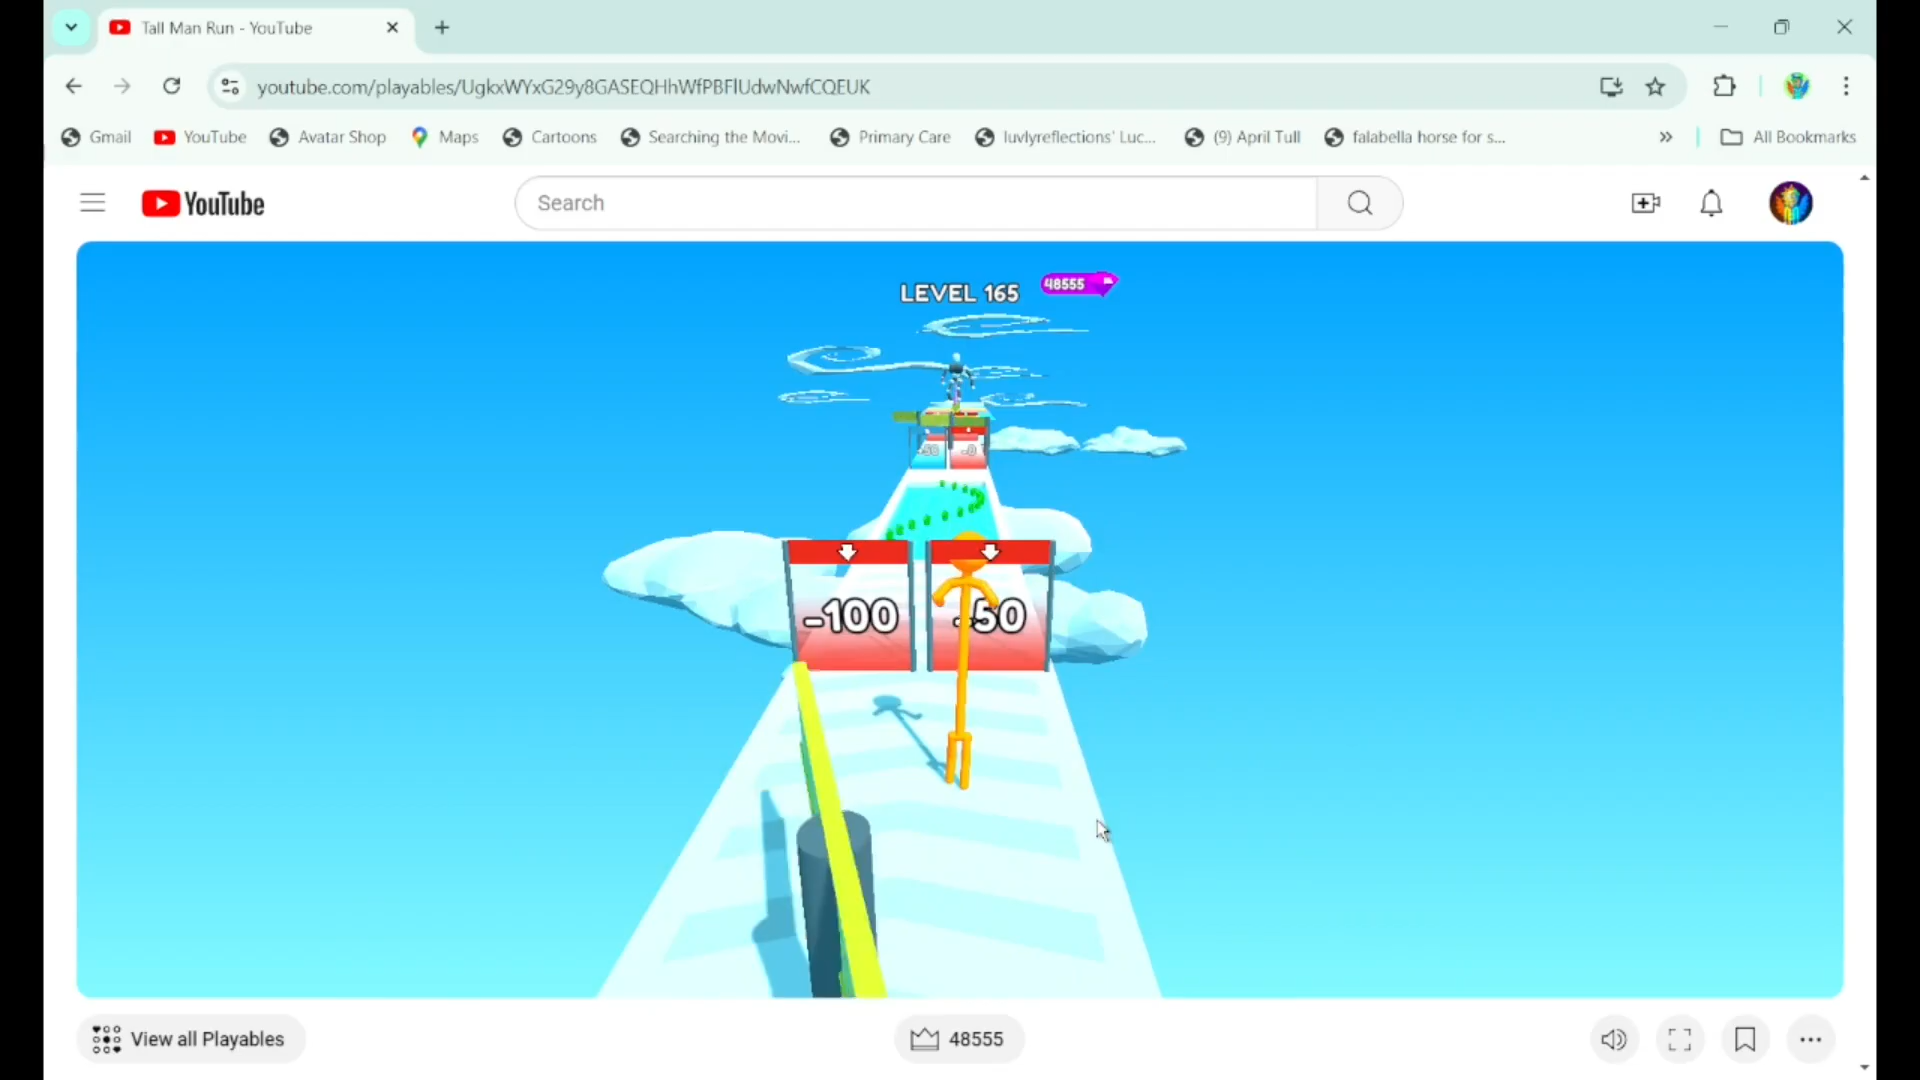 Tall Man Run - YouTube
youtube.com/playables/UgkxWYxG29y8GASEQHhWfPBFlUdwNwfCQEUK
Gmail YouTube Avatar Shop Maps Cartoons Searching the Movi... Primary Care luvlyreflections' Luc... (9) April Tull falabella horse for s... All Bookmarks
YouTube Search
LEVEL 165 48555
-100 -50
View all Playables 48555